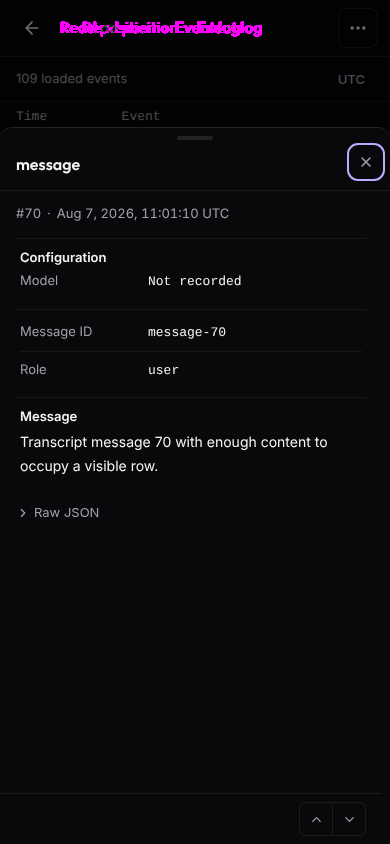 109 loaded events
UTC
Time Event
message
#70 · Aug 7, 2026, 11:01:10 UTC
Configuration
Model Not recorded
Message ID message-70
Role user
Message
Transcript message 70 with enough content to
occupy a visible row.
Raw JSON